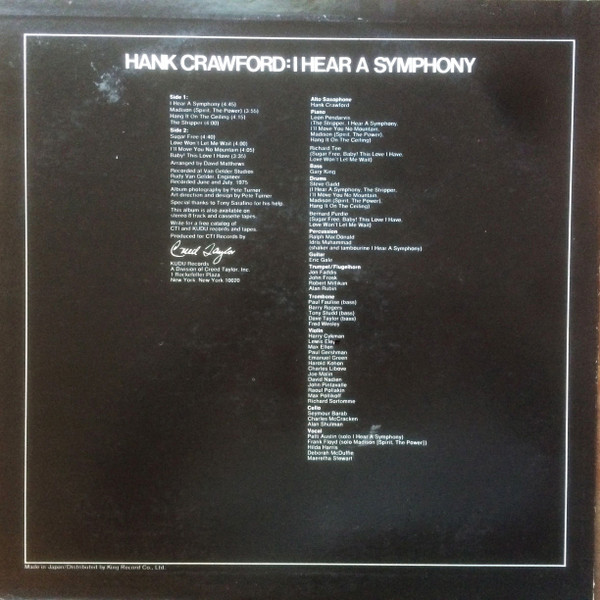 HANK CRAWFORD: I HEAR A SYMPHONY
Side 1:
I Hear A Symphony (4:45)
Madison (Spirit, The Power) (3:55)
Hang It On The Ceiling (4:15)
The Stripper (4:00)
Side 2:
Sugar Free (4:40)
Love Won't Let Me Wait (4:00)
I'll Move You No Mountain (4:05)
Baby! This Love I Have (3:35)
Arranged by David Matthews
Recorded at Van Gelder Studios
Rudy Van Gelder, Engineer
Recorded June and July, 1975
Album photography by Pete Turner
Art direction and design by Pete Turner
Special thanks to Tony Sarafino for his help.
This album is also available on
stereo 8 track and cassette tapes.
Write for a free catalog of
CTI and KUDU records and tapes.
Produced for CTI Records by
Creed Taylor
KUDU Records
A Division of Creed Taylor, Inc.
1 Rockefeller Plaza
New York, New York 10020
Alto Saxophone
Hank Crawford
Piano
Leon Pendarvis
(The Stripper, I Hear A Symphony,
I'll Move You No Mountain,
Madison (Spirit, The Power),
Hang It On The Ceiling)
Richard Tee
(Sugar Free, Baby! This Love I Have,
Love Won't Let Me Wait)
Bass
Gary King
Drums
Steve Gadd
(I Hear A Symphony, The Stripper,
I'll Move You No Mountain,
Madison (Spirit, The Power),
Hang It On The Ceiling)
Bernard Purdie
(Sugar Free, Baby! This Love I Have,
Love Won't Let Me Wait)
Percussion
Ralph MacDonald
Idris Muhammad
(shaker and tambourine I Hear A Symphony)
Guitar
Eric Gale
Trumpet/Flugelhorn
Jon Faddis
John Frosk
Robert Millikan
Alan Rubin
Trombone
Paul Faulise (bass)
Barry Rogers
Tony Studd (bass)
Dave Taylor (bass)
Fred Wesley
Violin
Harry Cykman
Lewis Eley
Max Ellen
Paul Gershman
Emanuel Green
Harold Kohon
Charles Libove
Joe Malin
David Nadien
John Pintavalle
Raoul Poliakin
Max Pollikoff
Richard Sortomme
Cello
Seymour Barab
Charles McCracken
Alan Shulman
Vocal
Patti Austin (solo I Hear A Symphony)
Frank Floyd (solo Madison (Spirit, The Power))
Hilda Harris
Deborah McDuffie
Maeretha Stewart
Made in Japan/Distributed by King Record Co., Ltd.